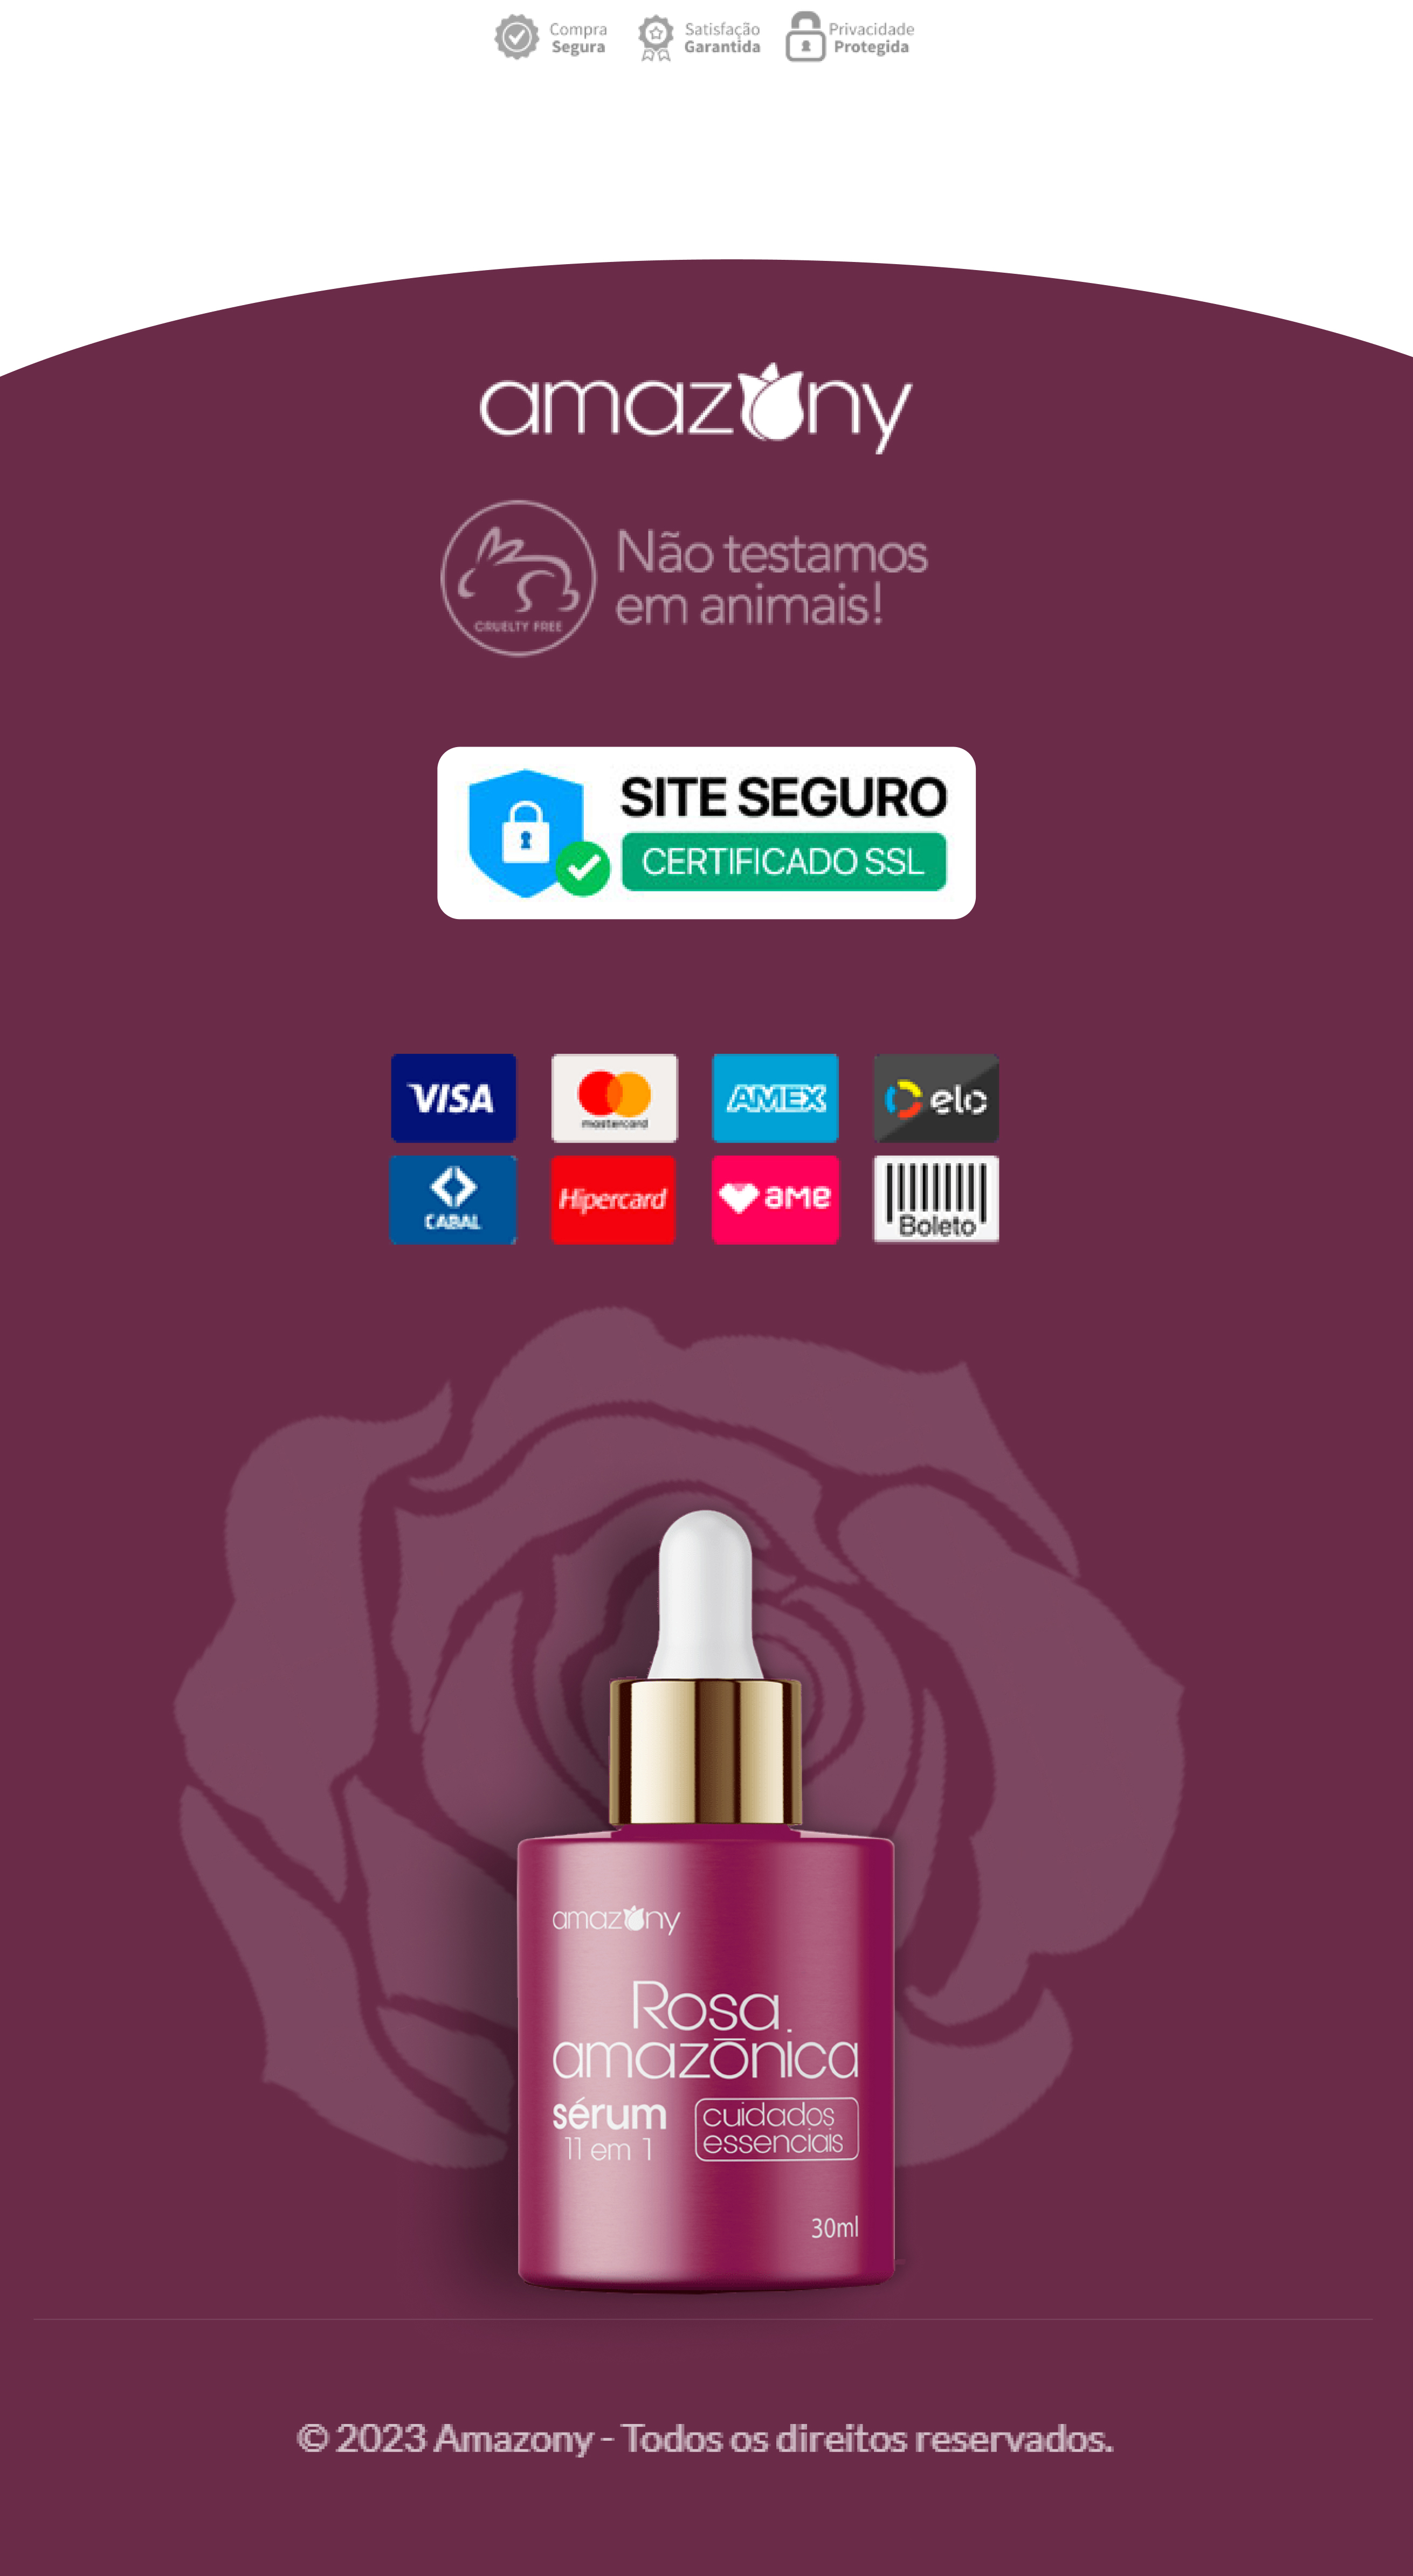 Compra
Segura
Satisfação
Garantida
Privacidade
Protegida
amazony
CRUELTY FREE
Não testamos
em animais!
SITE SEGURO
CERTIFICADO SSL
VISA
mastercard
AMEX
elo
CABAL
Hipercard
ame
Boleto
amazony
Rosa
amazōnica
sérum
11 em 1
cuidados
essenciais
30ml
© 2023 Amazony - Todos os direitos reservados.